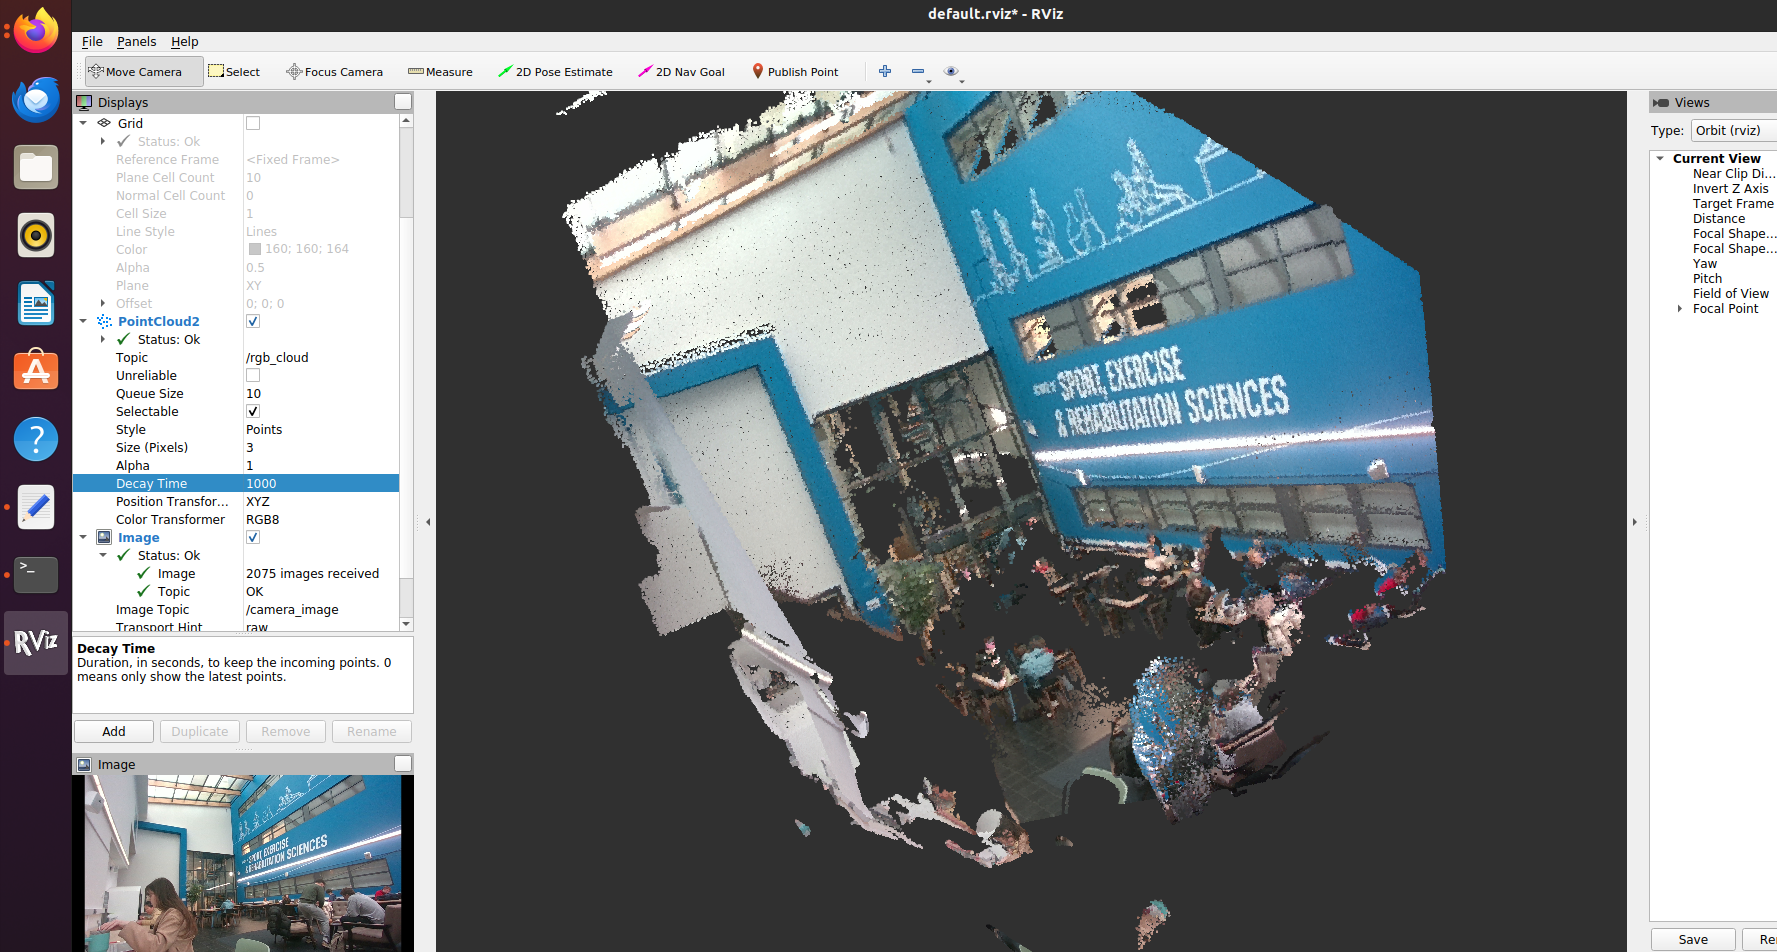 default.rviz* - RViz
File Panels Help
Move Camera Select Focus Camera Measure 2D Pose Estimate 2D Nav Goal Publish Point
Displays
Grid
Status: Ok
Reference Frame <Fixed Frame>
Plane Cell Count 10
Normal Cell Count 0
Cell Size 1
Line Style Lines
Color 160; 160; 164
Alpha 0.5
Plane XY
Offset 0; 0; 0
PointCloud2
Status: Ok
Topic /rgb_cloud
Unreliable
Queue Size 10
Selectable
Style Points
Size (Pixels) 3
Alpha 1
Decay Time 1000
Position Transfor... XYZ
Color Transformer RGB8
Image
Status: Ok
Image 2075 images received
Topic OK
Image Topic /camera_image
Transport Hint raw
Decay Time
Duration, in seconds, to keep the incoming points. 0
means only show the latest points.
Add Duplicate Remove Rename
Image
SPORT, EXERCISE
& REHABILITATION SCIENCES
SPORT, EXERCISE
& REHABILITATION SCIENCES
Views
Type: Orbit (rviz)
Current View
Near Clip Di...
Invert Z Axis
Target Frame
Distance
Focal Shape...
Focal Shape...
Yaw
Pitch
Field of View
Focal Point
Save Re
RViz